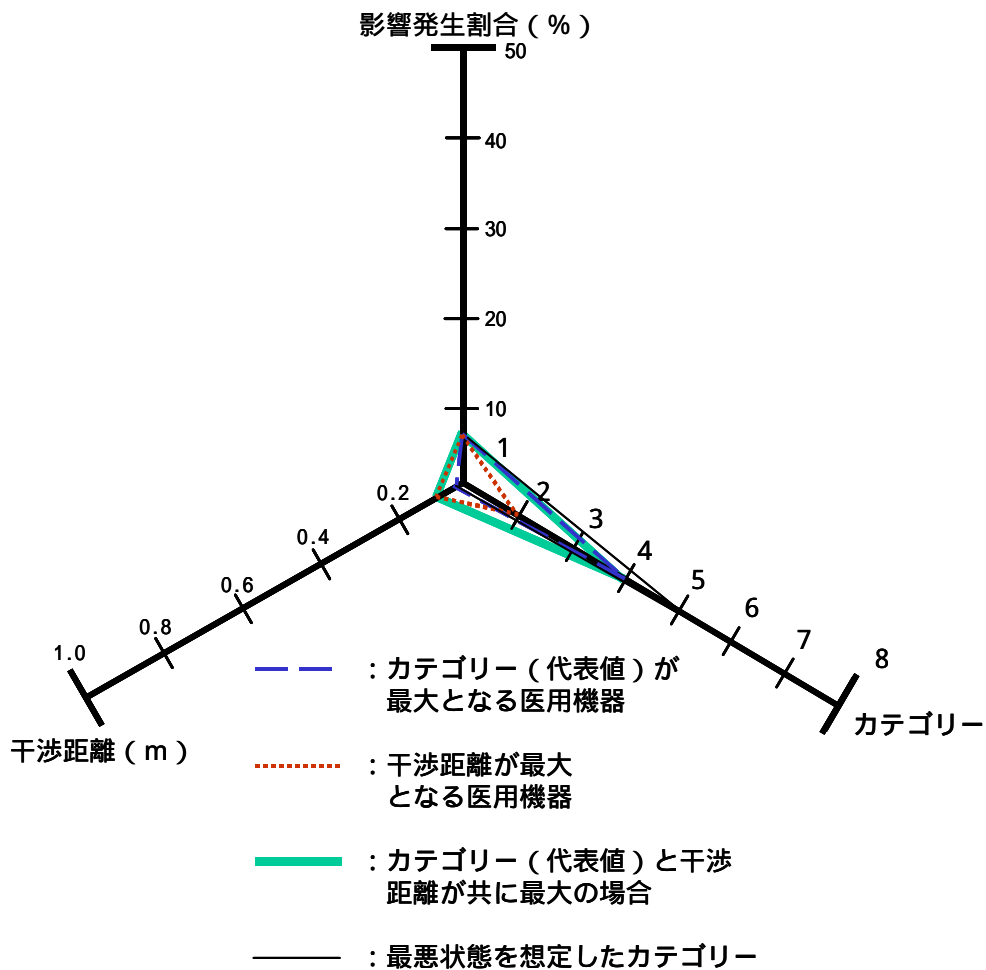 影響発生割合（％）
50
40
30
20
10
1
2
3
4
5
6
7
8
カテゴリー
0.2
0.4
0.6
0.8
1.0
干渉距離（m）
：カテゴリー（代表値）が
最大となる医用機器
：干渉距離が最大
となる医用機器
：カテゴリー（代表値）と干渉
距離が共に最大の場合
：最悪状態を想定したカテゴリー